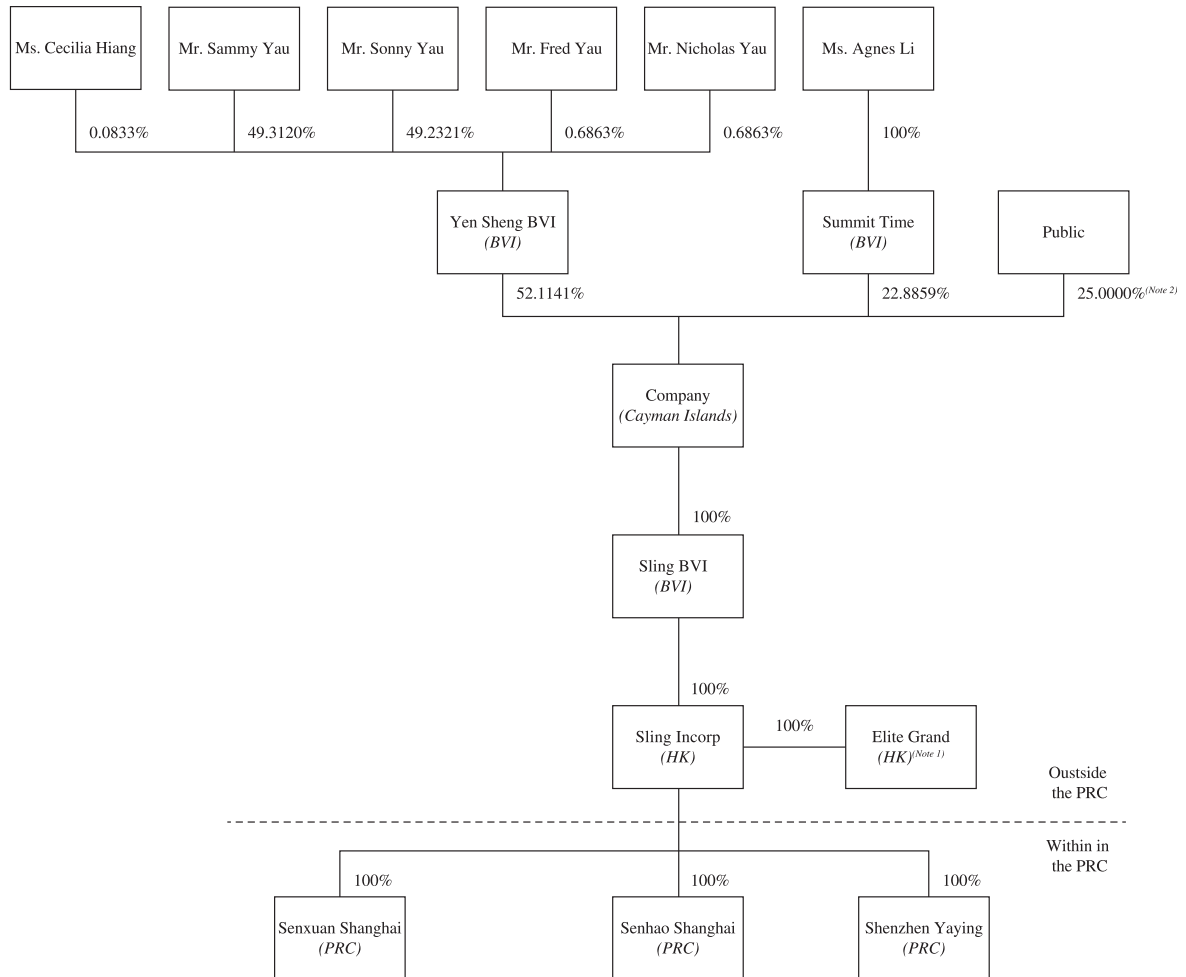 Ms. Cecilia Hiang
Mr. Sammy Yau
Mr. Sonny Yau
Mr. Fred Yau
Mr. Nicholas Yau
Ms. Agnes Li
0.0833%
49.3120%
49.2321%
0.6863%
0.6863%
100%
Yen Sheng BVI
(BVI)
Summit Time
(BVI)
Public
52.1141%
22.8859%
25.0000%(Note 2)
Company
(Cayman Islands)
100%
Sling BVI
(BVI)
100%
Sling Incorp
(HK)
100%
Elite Grand
(HK)(Note 1)
Oustside
the PRC
Within in
the PRC
100%
100%
100%
Senxuan Shanghai
(PRC)
Senhao Shanghai
(PRC)
Shenzhen Yaying
(PRC)